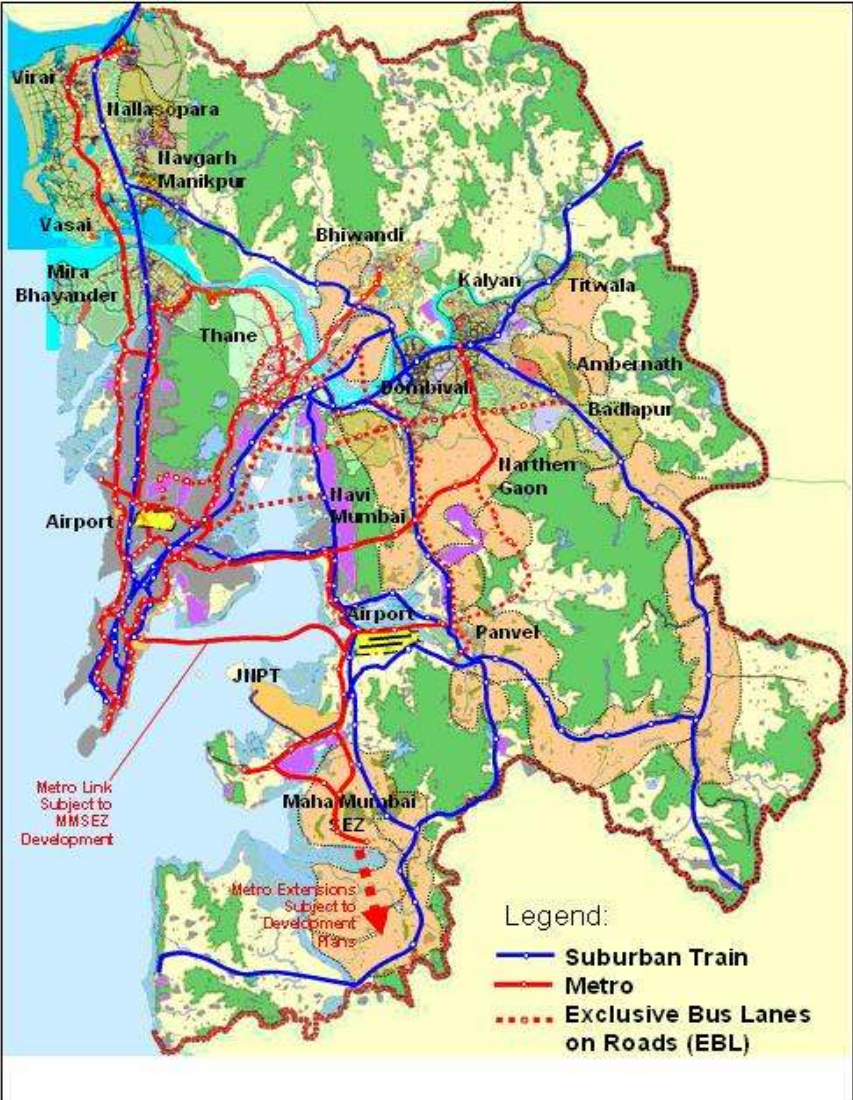 Virar
Nallasopara
Navgarh
Manikpur
Vasai
Mira
Bhayander
Bhiwandi
Kalyan
Titwala
Thane
Ambernath
Dombivali
Badlapur
Narthen
Gaon
Navi
Mumbai
Airport
Airport
Panvel
JNPT
Metro Link
Subject to
MMSEZ
Development
Maha Mumbai
SEZ
Metro Extensions
Subject to
Development
Plans
Legend:
Suburban Train
Metro
Exclusive Bus Lanes
on Roads (EBL)